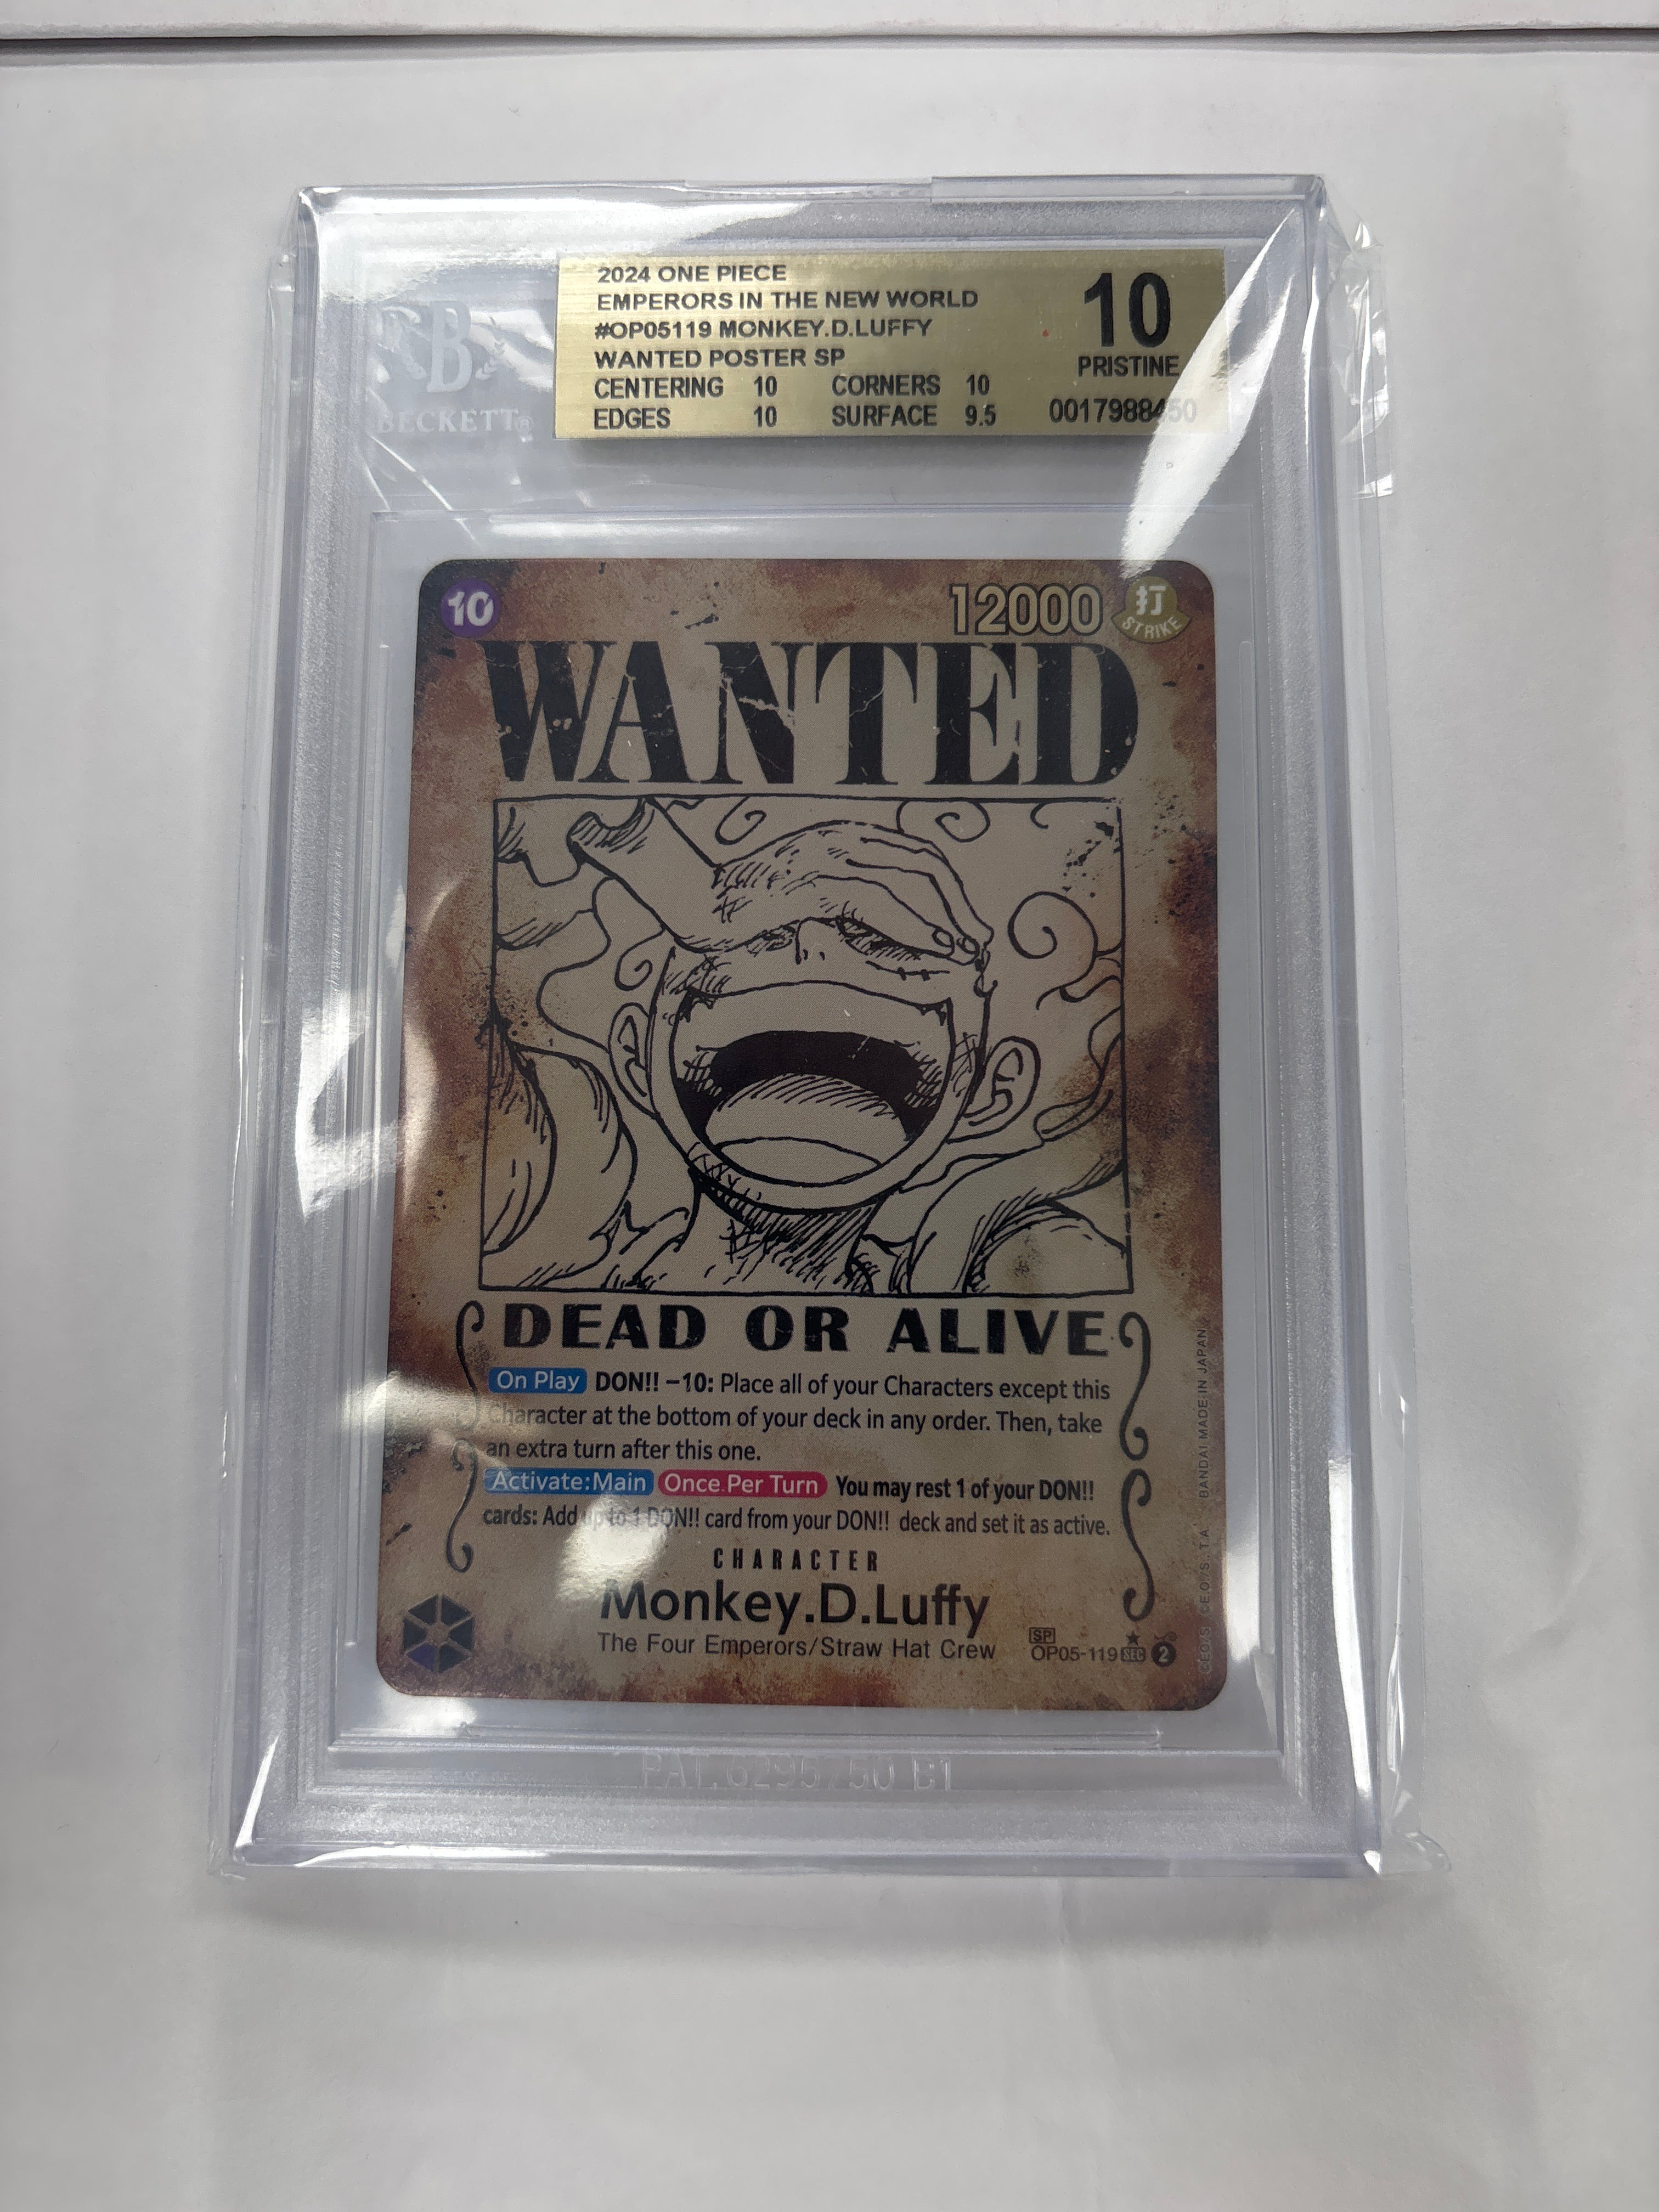 2024 ONE PIECE
EMPERORS IN THE NEW WORLD
#OP05119 MONKEY.D.LUFFY
WANTED POSTER SP
CENTERING 10 CORNERS 10
EDGES 10 SURFACE 9.5
10
PRISTINE
0017988450
B
BECKETT®
10
12000
打
STRIKE
WANTED
DEAD OR ALIVE
On Play DON!! −10: Place all of your Characters except this
Character at the bottom of your deck in any order. Then, take
an extra turn after this one.
Activate:Main Once Per Turn You may rest 1 of your DON!!
cards: Add up to 1 DON!! card from your DON!! deck and set it as active.
CHARACTER
Monkey.D.Luffy
The Four Emperors/Straw Hat Crew
SP
OP05-119 SEC 2
©E.O./S. ©E.O./S.,T.A. BANDAI MADE IN JAPAN
PAT. 6295750 B1